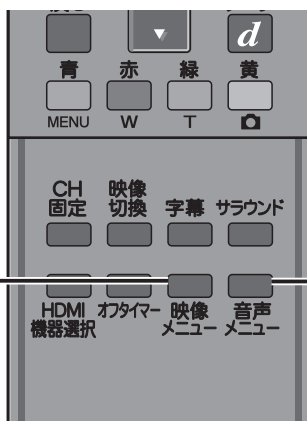 d
青 赤 緑 黄
MENU W T
CH 映像
固定 切換 字幕 サラウンド
HDMI オフタイマー 映像 音声
機器選択 メニュー メニュー